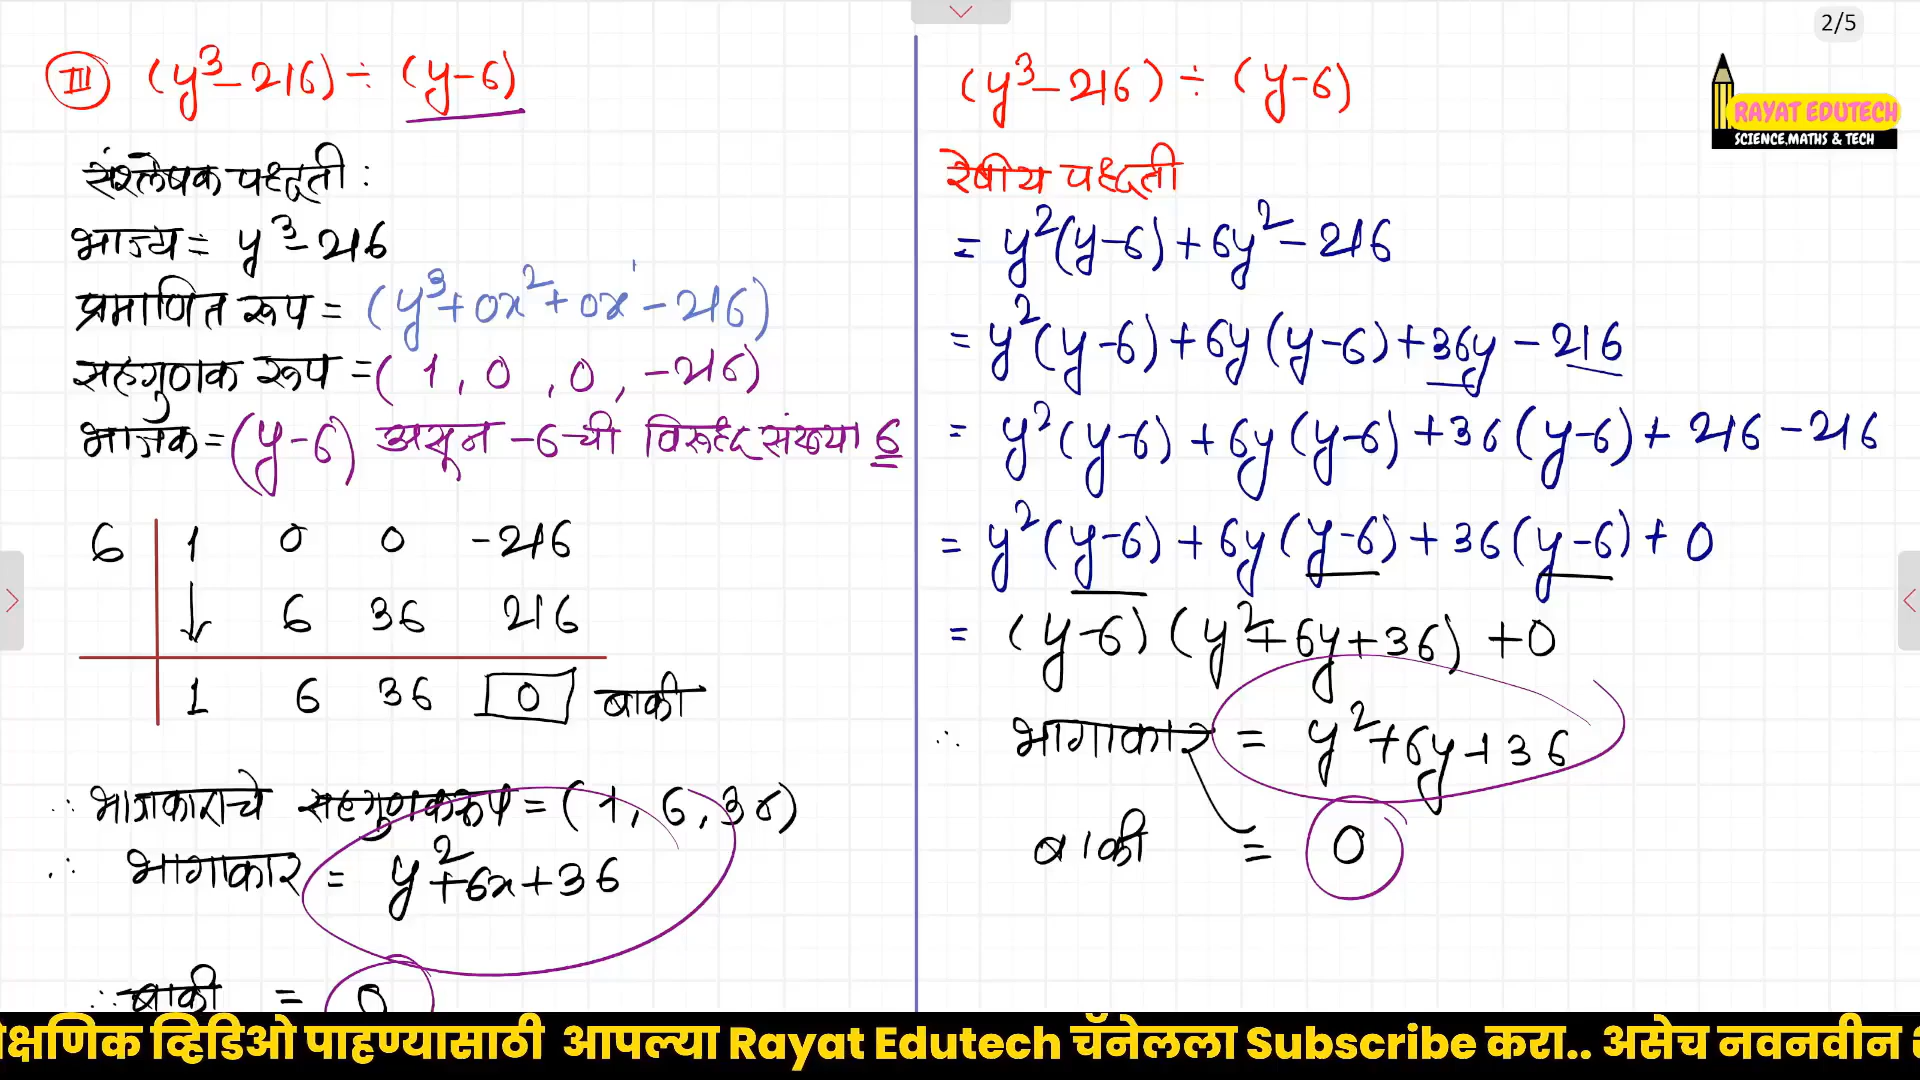 2/5
III (y³-216) ÷ (y-6)
संश्लेषक पध्दती :
भाज्य = y³-216
प्रमाणित रूप = (y³+0x²+0x¹-216)
सहगुणक रूप = (1, 0, 0, -216)
भाजक = (y-6) असून -6 ची विरूध्द संख्या 6
6 | 1 0 0 -216
↓ 6 36 216
1 6 36 0 बाकी
∴ भाजकाराचे सहगुणकरूप = (1, 6, 36)
∴ भागाकार = y²+6x+36
∴ बाकी = 0
(y³-216) ÷ (y-6)
रेषीय पध्दती
= y²(y-6)+6y²-216
= y²(y-6)+6y(y-6)+36y-216
= y²(y-6)+6y(y-6)+36(y-6)+216-216
= y²(y-6)+6y(y-6)+36(y-6)+0
= (y-6)(y²+6y+36)+0
∴ भागाकार = y²+6y+36
बाकी = 0
RAYAT EDUTECH
SCIENCE,MATHS & TECH
क्षणिक व्हिडिओ पाहण्यासाठी आपल्या Rayat Edutech चॅनेलला Subscribe करा.. असेच नवनवीन